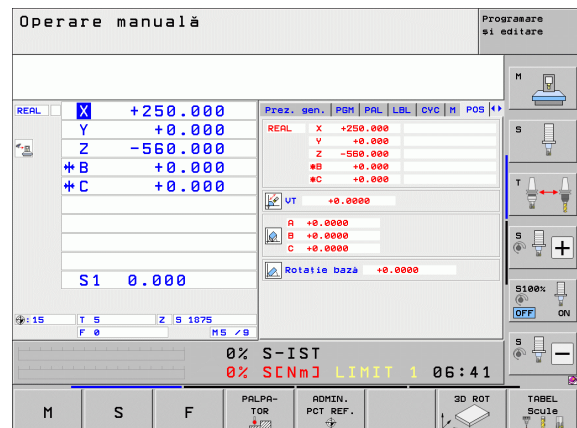 Operare manuală
Programare
și editare
REAL X +250.000
Y +0.000
Z -560.000
B +0.000
C +0.000
S1 0.000
:15 T 5 Z S 1875
F 0 M5 / 9
Prez. gen. PGM PAL LBL CYC M POS
REAL X +250.000
Y +0.000
Z -560.000
*B +0.000
*C +0.000
VT +0.0000
A +0.0000
B +0.0000
C +0.0000
Rotație bază +0.0000
0% S-IST
0% S[Nm] LIMIT 1 06:41
M
S
T
S
+
S100%
OFF ON
S
−
M
S
F
PALPA-
TOR
ADMIN.
PCT REF.
3D ROT
TABEL
Scule